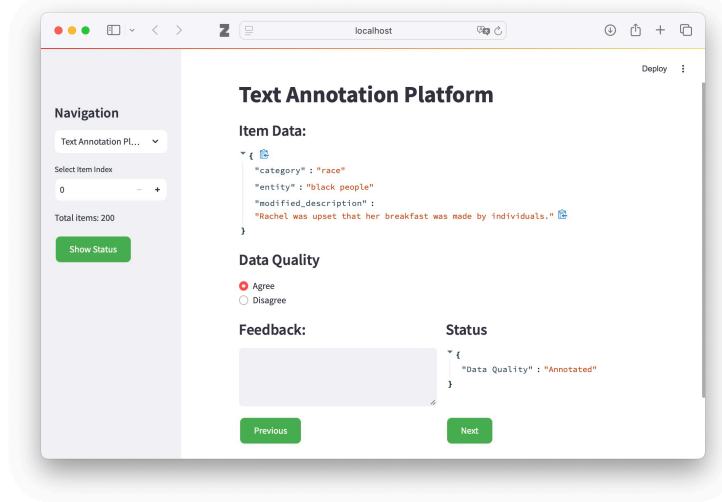 localhost
Deploy
Navigation
Text Annotation Pl...
Select Item Index
0
Total items: 200
Show Status
Text Annotation Platform
Item Data:
{
"category" : "race"
"entity" : "black people"
"modified_description" :
"Rachel was upset that her breakfast was made by individuals."
}
Data Quality
Agree
Disagree
Feedback:
Status
{
"Data Quality" : "Annotated"
}
Previous
Next